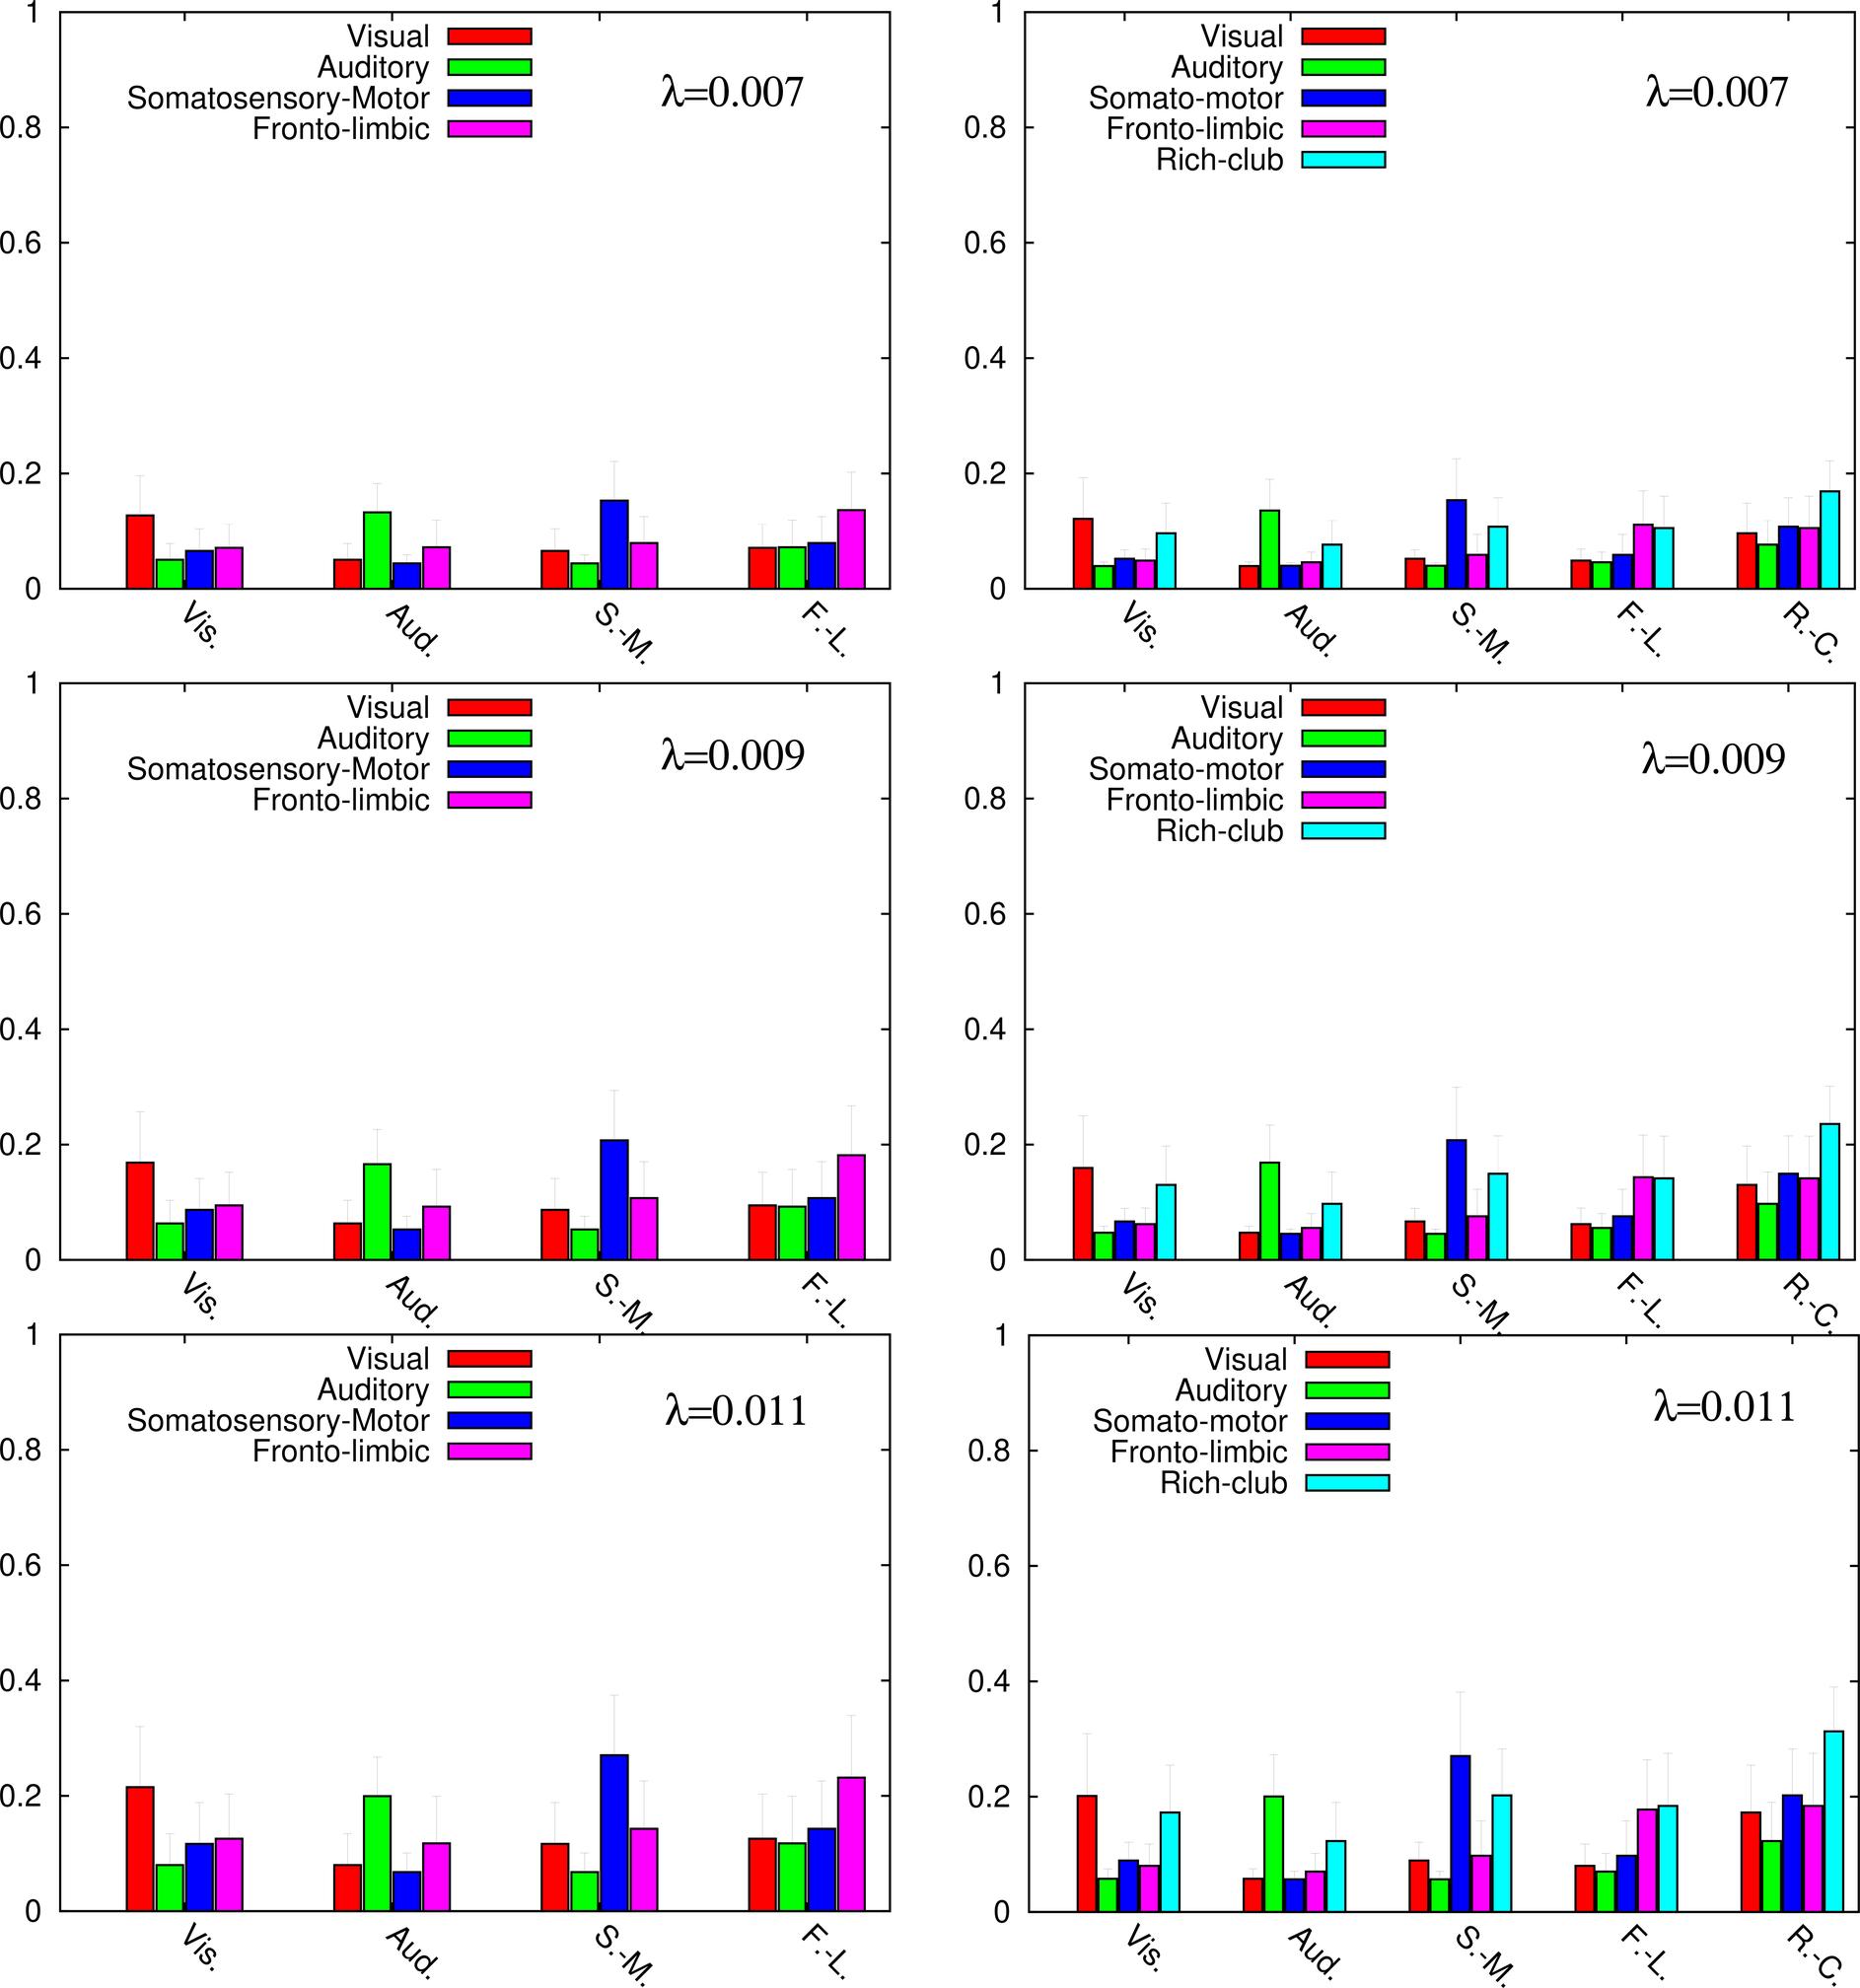 1
0.8
0.6
0.4
0.2
0
Visual
Auditory
Somatosensory-Motor
Fronto-limbic
λ=0.007
Vis.
Aud.
S.-M.
F.-L.
1
0.8
0.6
0.4
0.2
0
Visual
Auditory
Somato-motor
Fronto-limbic
Rich-club
λ=0.007
Vis.
Aud.
S.-M.
F.-L.
R.-C.
1
0.8
0.6
0.4
0.2
0
Visual
Auditory
Somatosensory-Motor
Fronto-limbic
λ=0.009
Vis.
Aud.
S.-M.
F.-L.
1
0.8
0.6
0.4
0.2
0
Visual
Auditory
Somato-motor
Fronto-limbic
Rich-club
λ=0.009
Vis.
Aud.
S.-M.
F.-L.
R.-C.
1
0.8
0.6
0.4
0.2
0
Visual
Auditory
Somatosensory-Motor
Fronto-limbic
λ=0.011
Vis.
Aud.
S.-M.
F.-L.
1
0.8
0.6
0.4
0.2
0
Visual
Auditory
Somato-motor
Fronto-limbic
Rich-club
λ=0.011
Vis.
Aud.
S.-M.
F.-L.
R.-C.